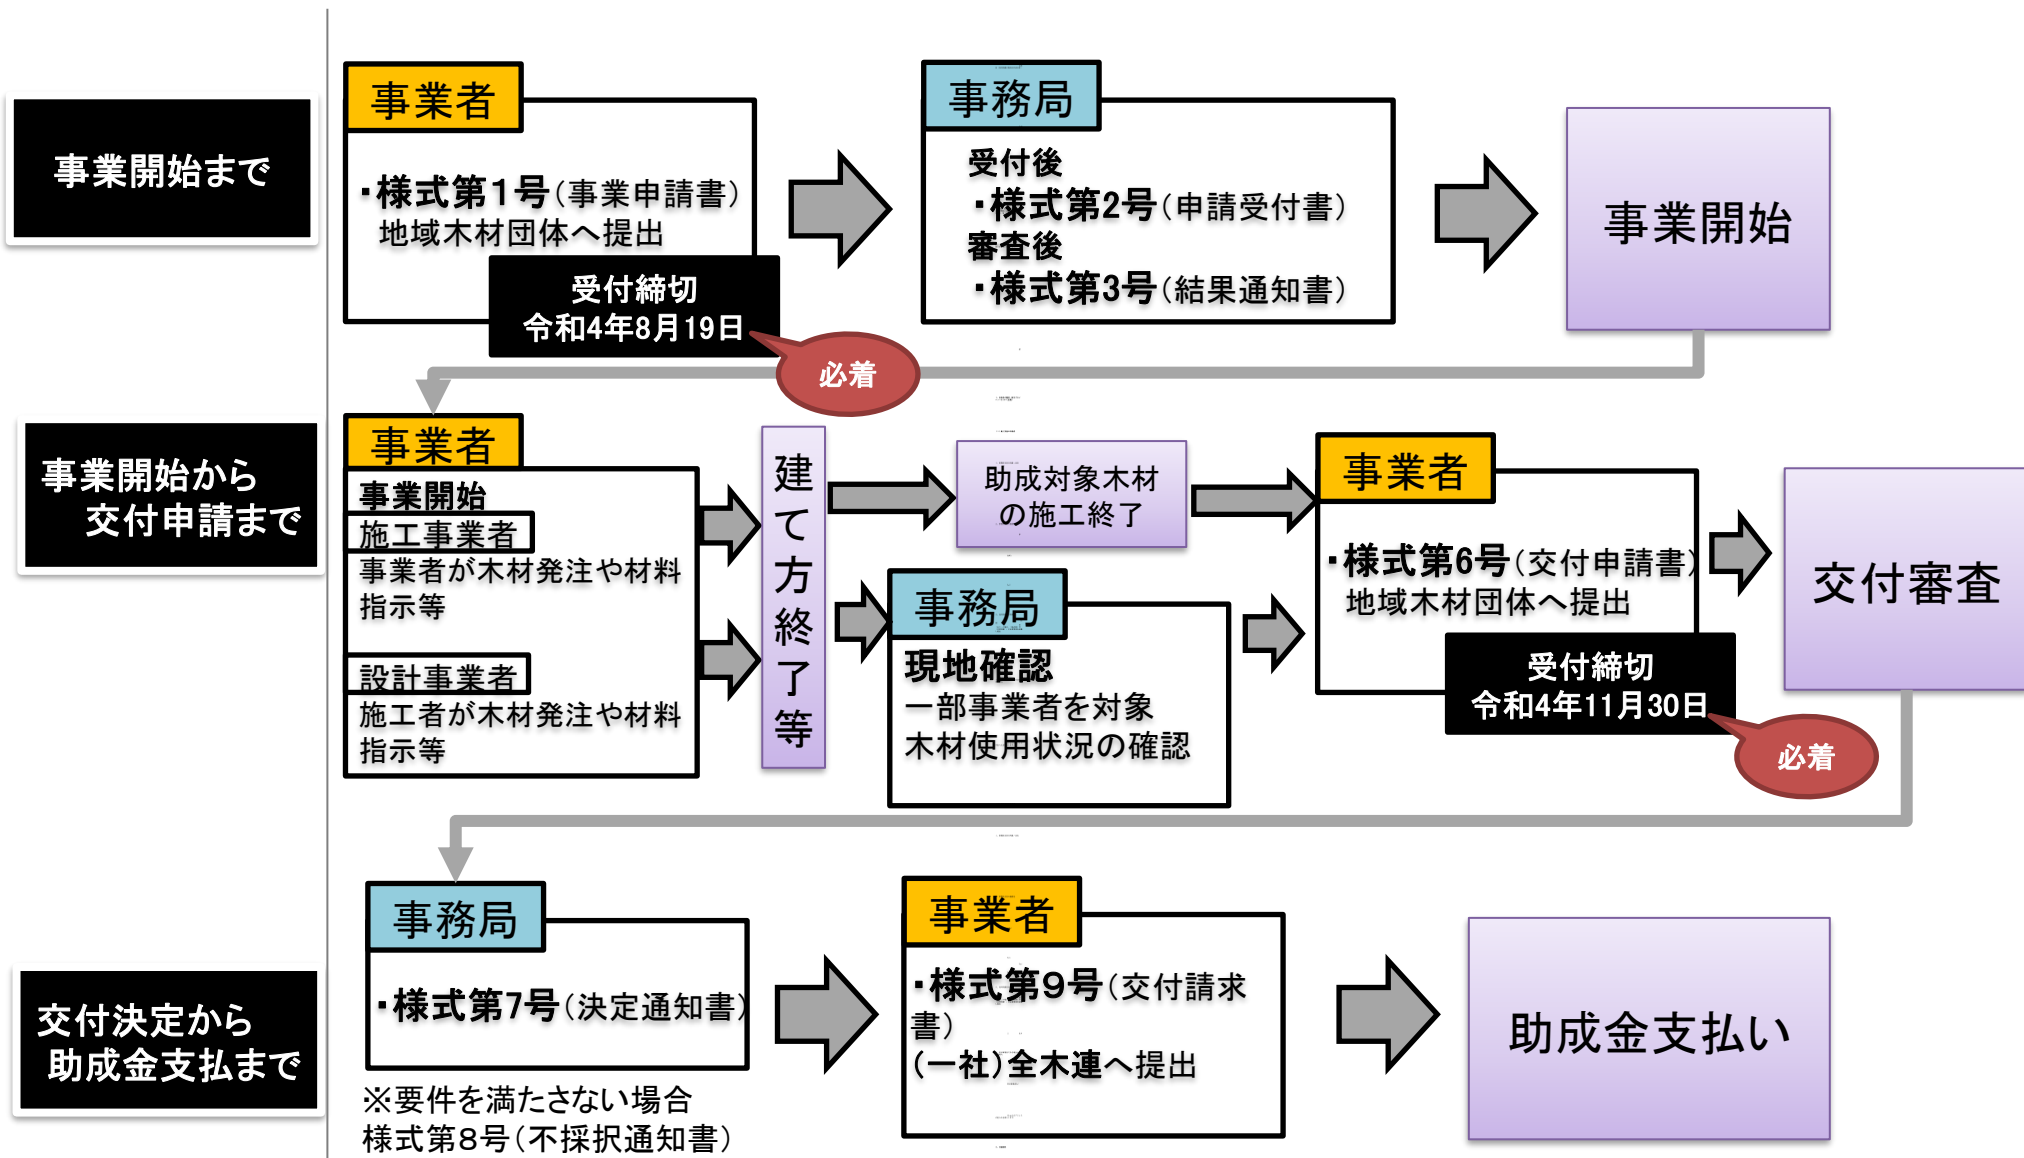 事業開始まで
事業者
・様式第1号(事業申請書)
地域木材団体へ提出
受付締切
令和4年8月19日
必着
事務局
受付後
・様式第2号(申請受付書)
審査後
・様式第3号(結果通知書)
事業開始
事業開始から
交付申請まで
事業者
事業開始
施工事業者
事業者が木材発注や材料
指示等
設計事業者
施工者が木材発注や材料
指示等
建て方終了等
助成対象木材
の施工終了
事務局
現地確認
一部事業者を対象
木材使用状況の確認
事業者
・様式第6号(交付申請書)
地域木材団体へ提出
受付締切
令和4年11月30日
必着
交付審査
交付決定から
助成金支払まで
事務局
・様式第7号(決定通知書)
※要件を満たさない場合
様式第8号(不採択通知書)
事業者
・様式第9号(交付請求
書)
(一社)全木連へ提出
助成金支払い